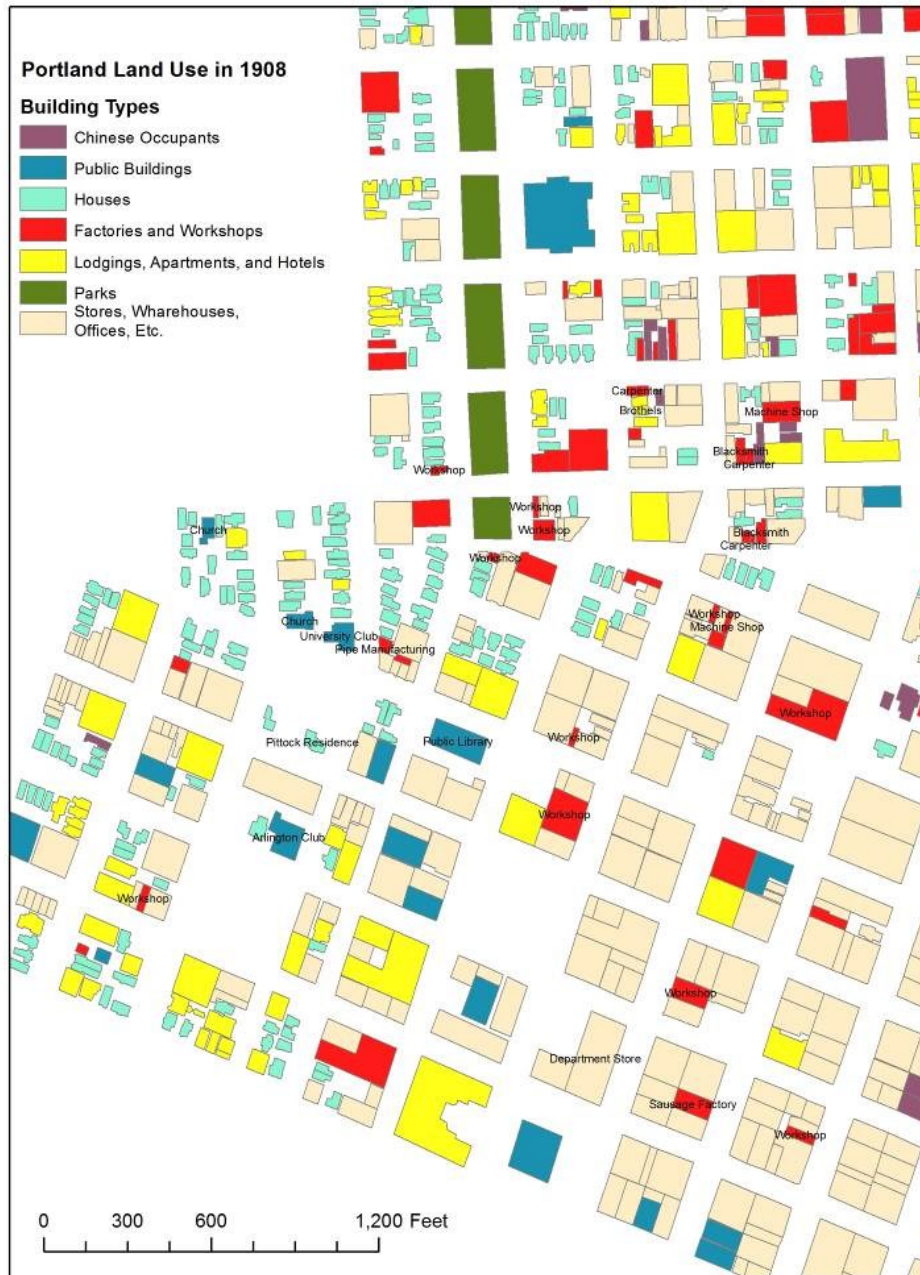 Portland Land Use in 1908
Building Types
Chinese Occupants
Public Buildings
Houses
Factories and Workshops
Lodgings, Apartments, and Hotels
Parks
Stores, Wharehouses,
Offices, Etc.
Carpenter
Brothels
Machine Shop
Blacksmith
Carpenter
Workshop
Workshop
Workshop
Church
Blacksmith
Carpenter
Workshop
Workshop
Church
University Club
Machine Shop
Pipe Manufacturing
Workshop
Pittock Residence
Public Library
Workshop
Workshop
Arlington Club
Workshop
Workshop
Department Store
Sausage Factory
Workshop
0 300 600 1,200 Feet